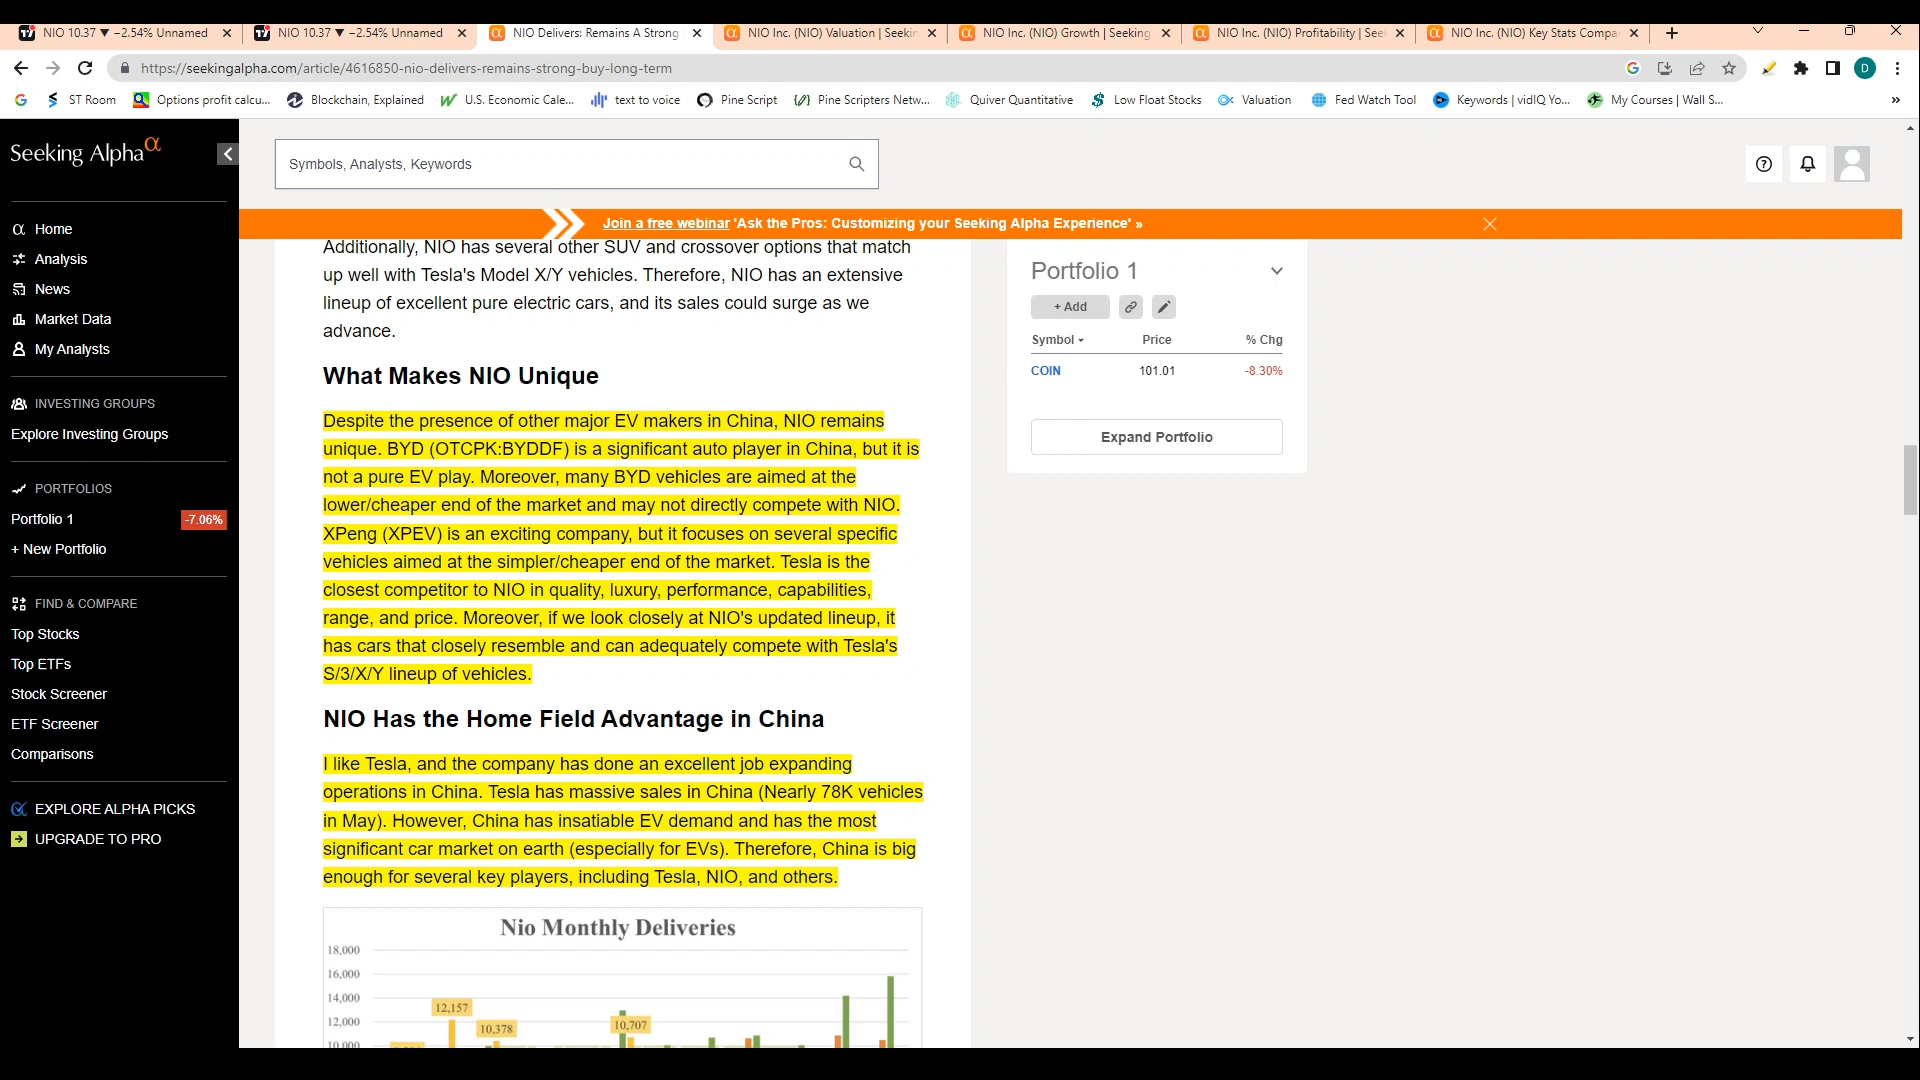 NIO 10.37 ▼ −2.54% Unnamed
NIO 10.37 ▼ −2.54% Unnamed
NIO Delivers: Remains A Strong
NIO Inc. (NIO) Valuation | Seekin
NIO Inc. (NIO) Growth | Seeking
NIO Inc. (NIO) Profitability | See
NIO Inc. (NIO) Key Stats Compa
https://seekingalpha.com/article/4616850-nio-delivers-remains-strong-buy-long-term
D
ST Room
Options profit calcu...
Blockchain, Explained
U.S. Economic Cale...
text to voice
Pine Script
Pine Scripters Netw...
Quiver Quantitative
Low Float Stocks
Valuation
Fed Watch Tool
Keywords | vidIQ Yo...
My Courses | Wall S...
Seeking Alpha α
Symbols, Analysts, Keywords
Join a free webinar 'Ask the Pros: Customizing your Seeking Alpha Experience' »
Home
Analysis
News
Market Data
My Analysts
INVESTING GROUPS
Explore Investing Groups
PORTFOLIOS
Portfolio 1 -7.06%
+ New Portfolio
FIND & COMPARE
Top Stocks
Top ETFs
Stock Screener
ETF Screener
Comparisons
EXPLORE ALPHA PICKS
UPGRADE TO PRO
Additionally, NIO has several other SUV and crossover options that match
up well with Tesla's Model X/Y vehicles. Therefore, NIO has an extensive
lineup of excellent pure electric cars, and its sales could surge as we
advance.
What Makes NIO Unique
Despite the presence of other major EV makers in China, NIO remains
unique. BYD (OTCPK:BYDDF) is a significant auto player in China, but it is
not a pure EV play. Moreover, many BYD vehicles are aimed at the
lower/cheaper end of the market and may not directly compete with NIO.
XPeng (XPEV) is an exciting company, but it focuses on several specific
vehicles aimed at the simpler/cheaper end of the market. Tesla is the
closest competitor to NIO in quality, luxury, performance, capabilities,
range, and price. Moreover, if we look closely at NIO's updated lineup, it
has cars that closely resemble and can adequately compete with Tesla's
S/3/X/Y lineup of vehicles.
NIO Has the Home Field Advantage in China
I like Tesla, and the company has done an excellent job expanding
operations in China. Tesla has massive sales in China (Nearly 78K vehicles
in May). However, China has insatiable EV demand and has the most
significant car market on earth (especially for EVs). Therefore, China is big
enough for several key players, including Tesla, NIO, and others.
Nio Monthly Deliveries
18,000
16,000
14,000
12,000
10,000
12,157
10,378
10,707
Portfolio 1
+ Add
Symbol Price % Chg
COIN 101.01 -8.30%
Expand Portfolio